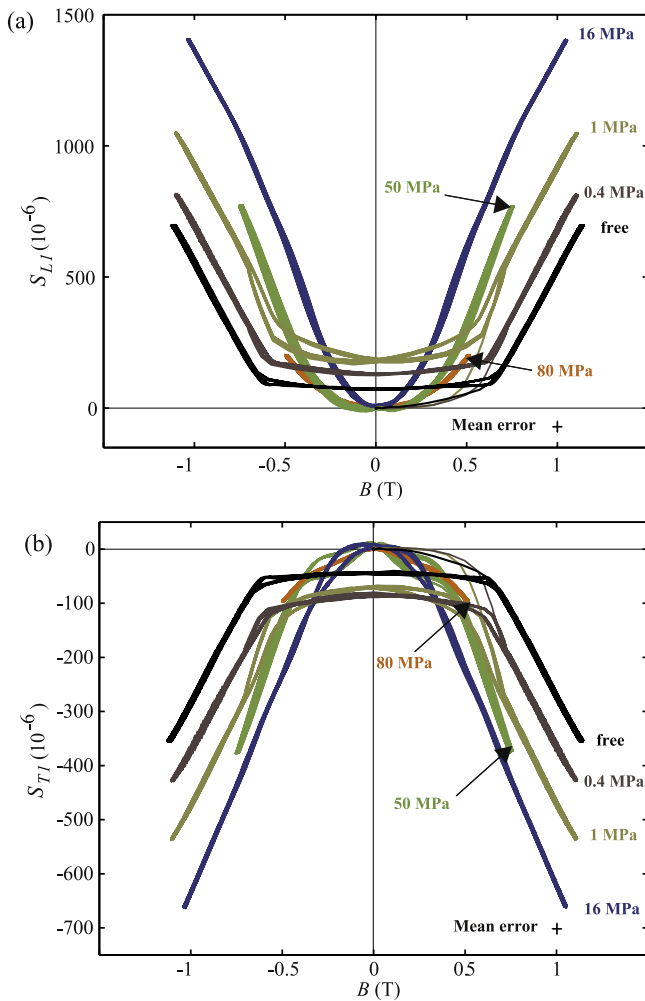 (a)
1500
1000
500
0
S_{L1} (10^{-6})
16 MPa
1 MPa
50 MPa
0.4 MPa
free
80 MPa
Mean error
-1 -0.5 0 0.5 1
B (T)
(b)
0
-100
-200
-300
-400
-500
-600
-700
S_{T1} (10^{-6})
80 MPa
free
0.4 MPa
50 MPa
1 MPa
16 MPa
Mean error
-1 -0.5 0 0.5 1
B (T)